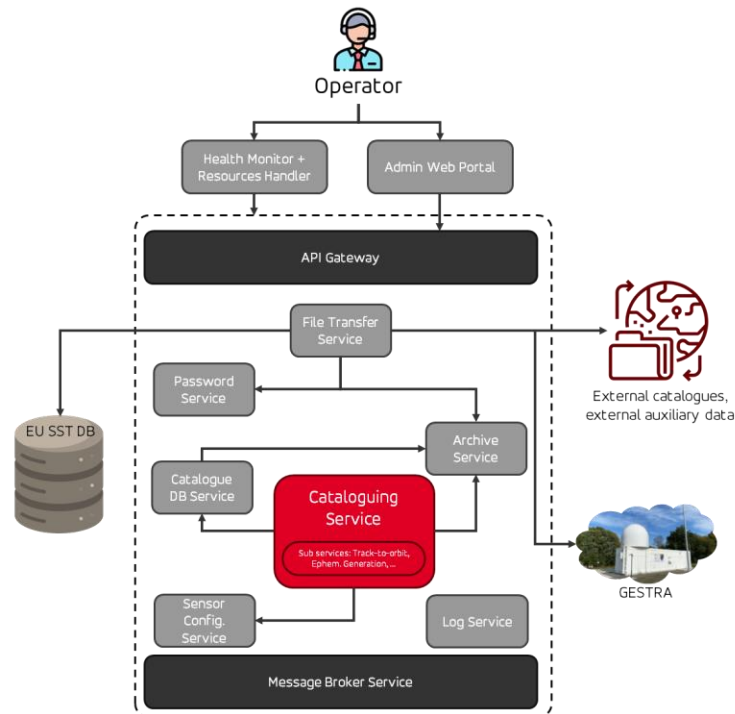 Operator
Health Monitor +
Resources Handler
Admin Web Portal
API Gateway
File Transfer
Service
External catalogues,
external auxiliary data
Password
Service
EU SST DB
Archive
Service
Catalogue
DB Service
Cataloguing
Service
Sub services: Track-to-orbit,
Ephem. Generation, ...
GESTRA
Sensor
Config.
Service
Log Service
Message Broker Service